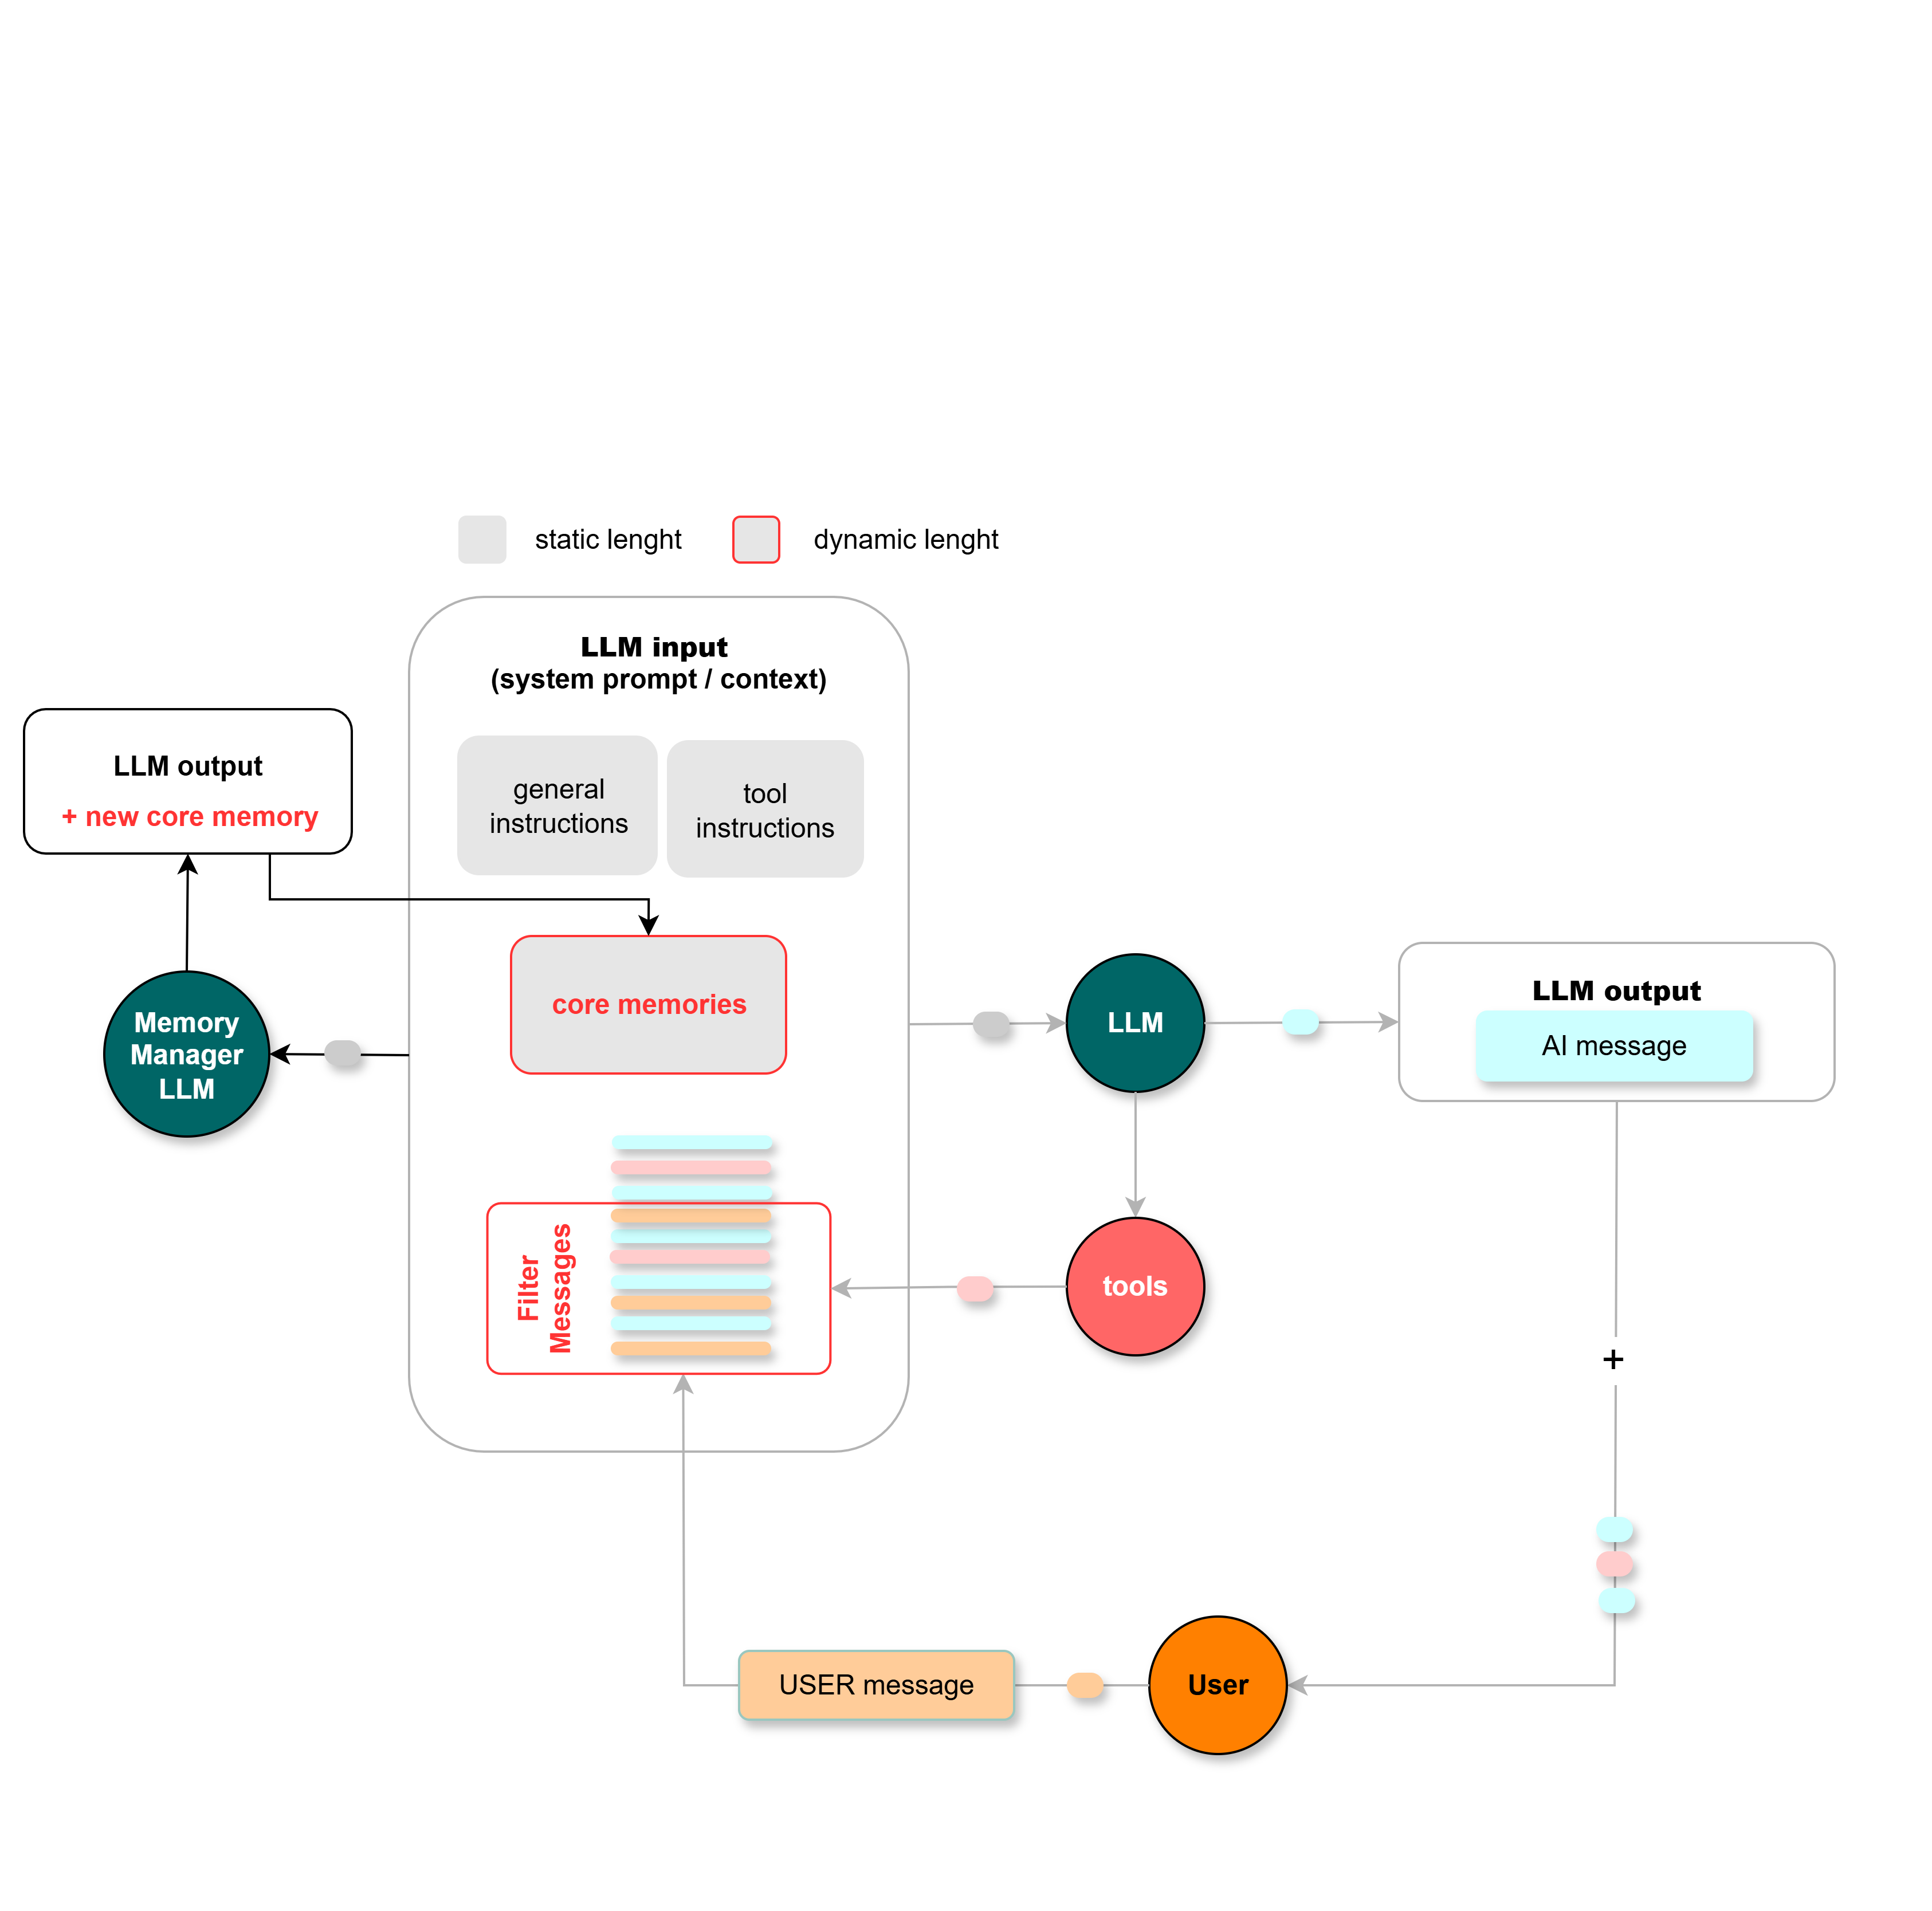 static lenght
dynamic lenght
LLM input
(system prompt / context)
LLM output
+ new core memory
general
instructions
tool
instructions
core memories
Memory
Manager
LLM
LLM
LLM output
AI message
Filter
Messages
tools
+
USER message
User